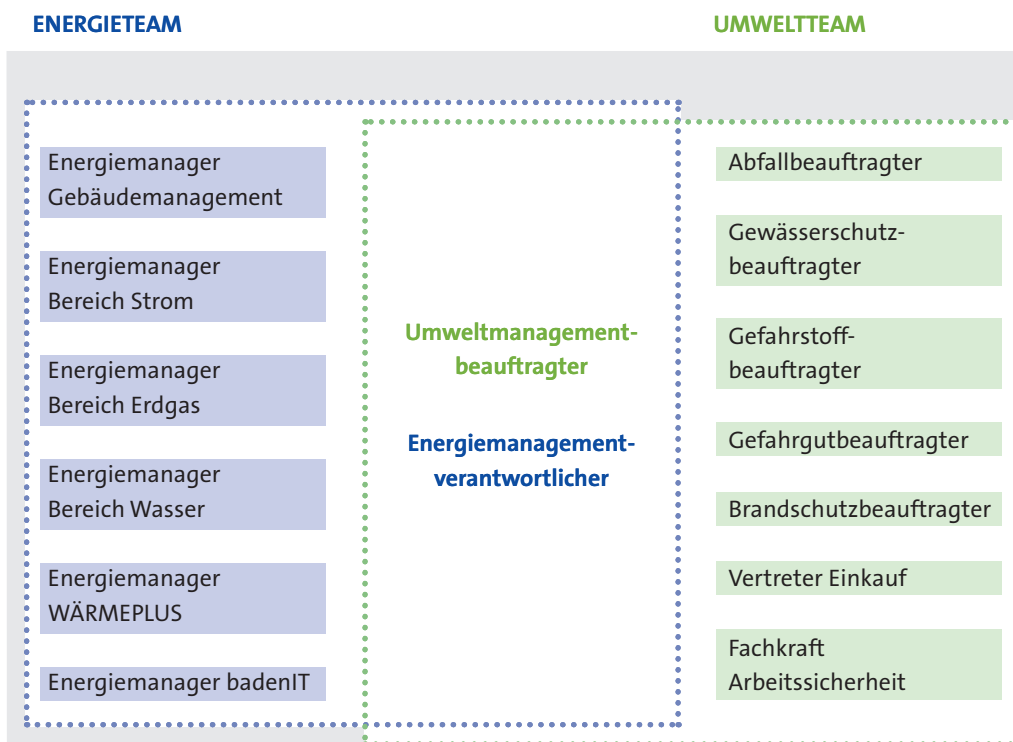 ENERGIETEAM
UMWELTTEAM
Energiemanager
Gebäudemanagement
Energiemanager
Bereich Strom
Energiemanager
Bereich Erdgas
Energiemanager
Bereich Wasser
Energiemanager
WÄRMEPLUS
Energiemanager badenIT
Umweltmanagement-
beauftragter
Energiemanagement-
verantwortlicher
Abfallbeauftragter
Gewässerschutz-
beauftragter
Gefahrstoff-
beauftragter
Gefahrgutbeauftragter
Brandschutzbeauftragter
Vertreter Einkauf
Fachkraft
Arbeitssicherheit